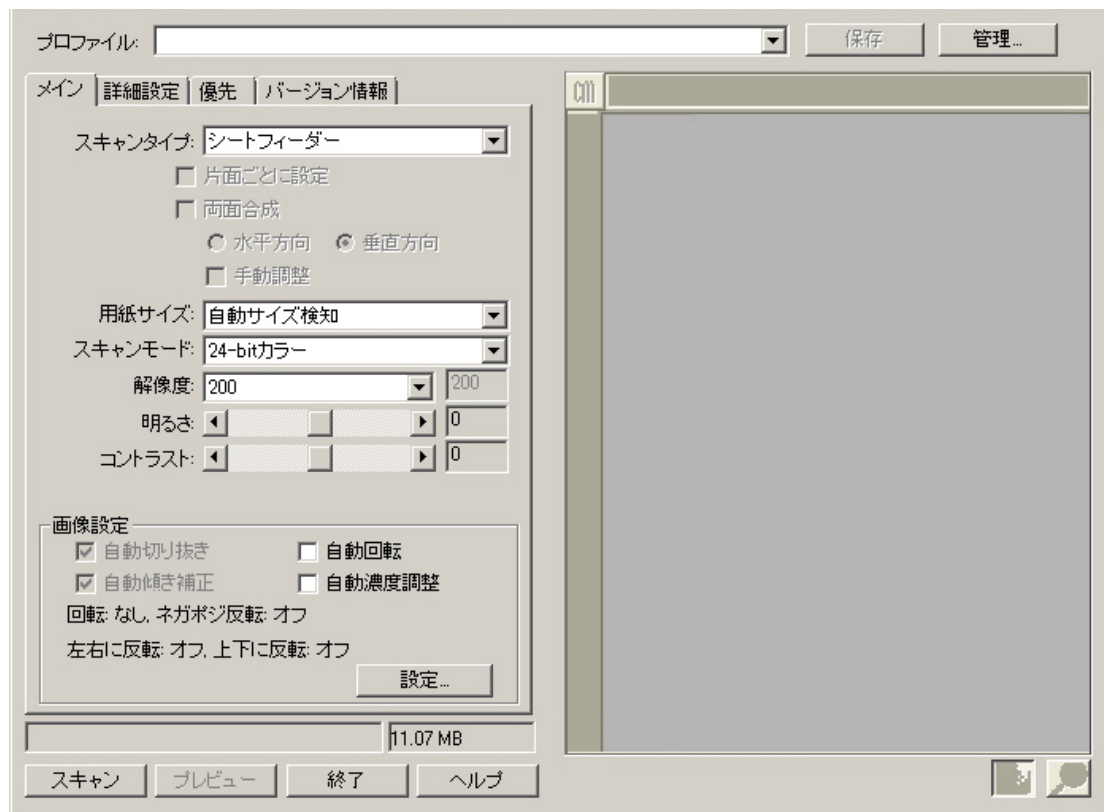 プロファイル: 保存 管理...
メイン 詳細設定 優先 バージョン情報
cm
スキャンタイプ: シートフィーダー
片面ごとに設定
両面合成
水平方向 垂直方向
手動調整
用紙サイズ: 自動サイズ検知
スキャンモード: 24-bitカラー
解像度: 200 200
明るさ: 0
コントラスト: 0
画像設定
自動切り抜き 自動回転
自動傾き補正 自動濃度調整
回転: なし, ネガポジ反転: オフ
左右に反転: オフ, 上下に反転: オフ
設定...
11.07 MB
スキャン プレビュー 終了 ヘルプ